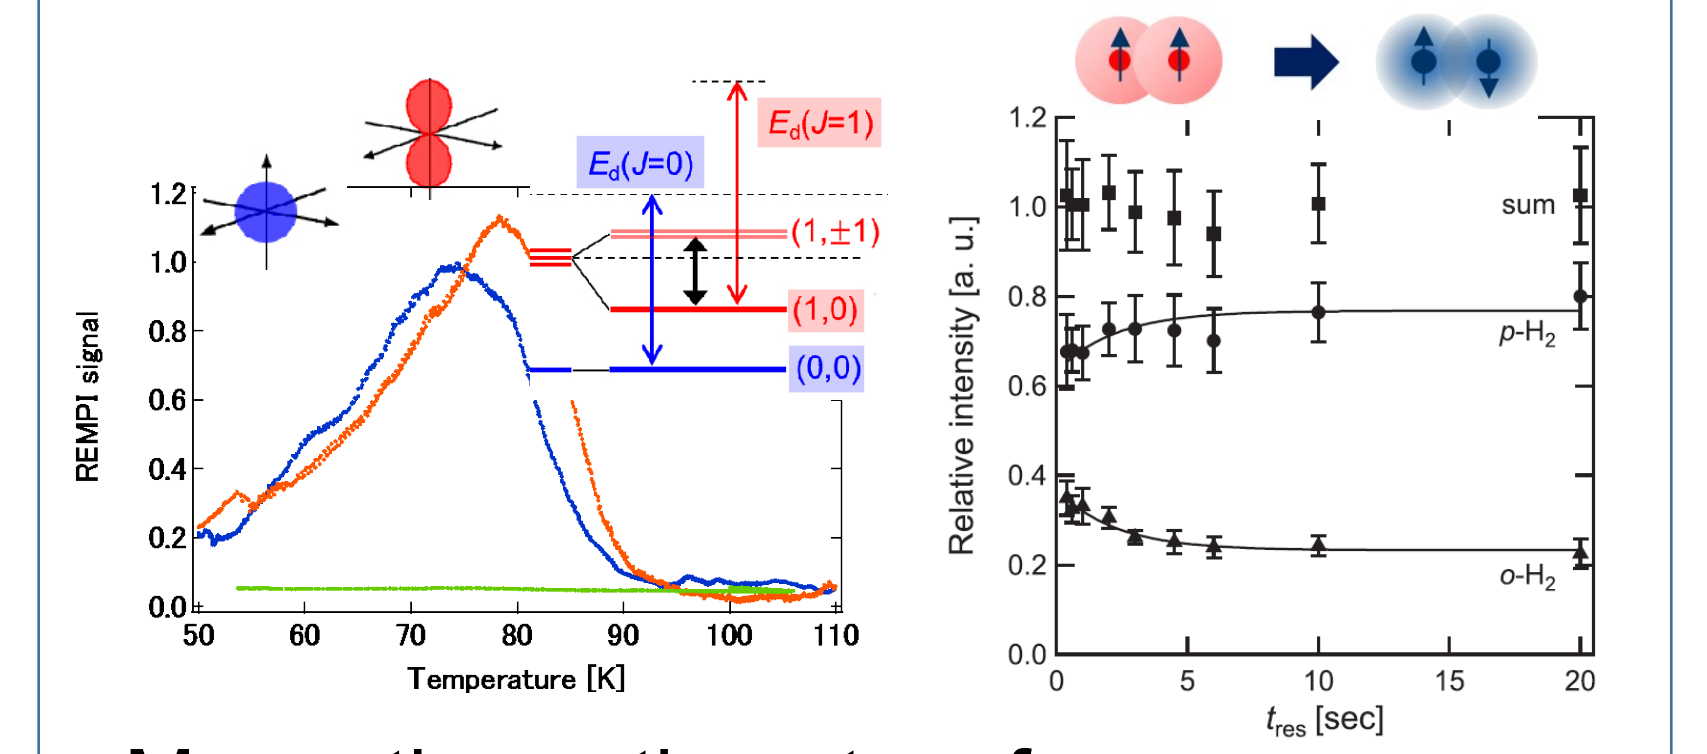 E_d(J=1)
E_d(J=0)
(1,±1)
(1,0)
(0,0)
REMPI signal
1.2
1.0
0.8
0.6
0.4
0.2
0.0
50 60 70 80 90 100 110
Temperature [K]
Relative intensity [a. u.]
1.2
1.0
0.8
0.6
0.4
0.2
0.0
sum
p-H₂
o-H₂
0 5 10 15 20
t_res [sec]